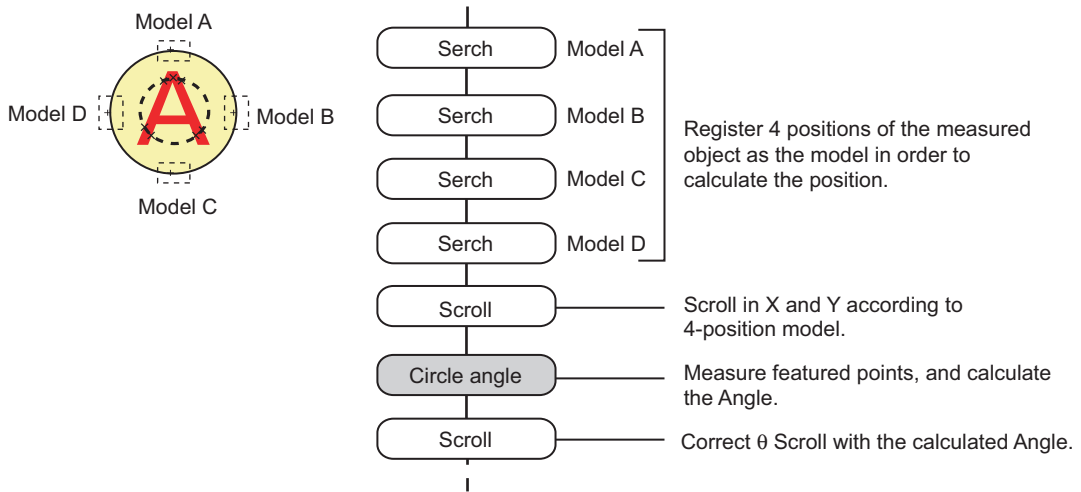 Model A
Model D
A
Model B
Model C
Serch Model A
Serch Model B
Serch Model C
Serch Model D
Register 4 positions of the measured
object as the model in order to
calculate the position.
Scroll
Scroll in X and Y according to
4-position model.
Circle angle
Measure featured points, and calculate
the Angle.
Scroll
Correct θ Scroll with the calculated Angle.